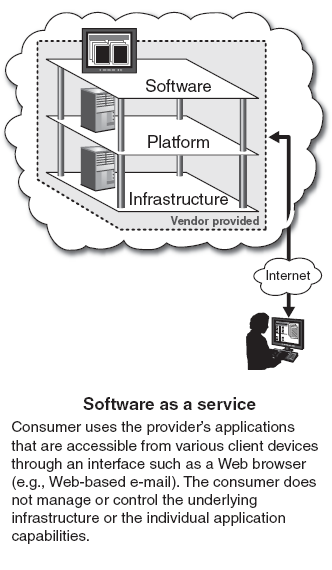 Software
Platform
Infrastructure
Vendor provided
Internet
Software as a service
Consumer uses the provider's applications
that are accessible from various client devices
through an interface such as a Web browser
(e.g., Web-based e-mail). The consumer does
not manage or control the underlying
infrastructure or the individual application
capabilities.